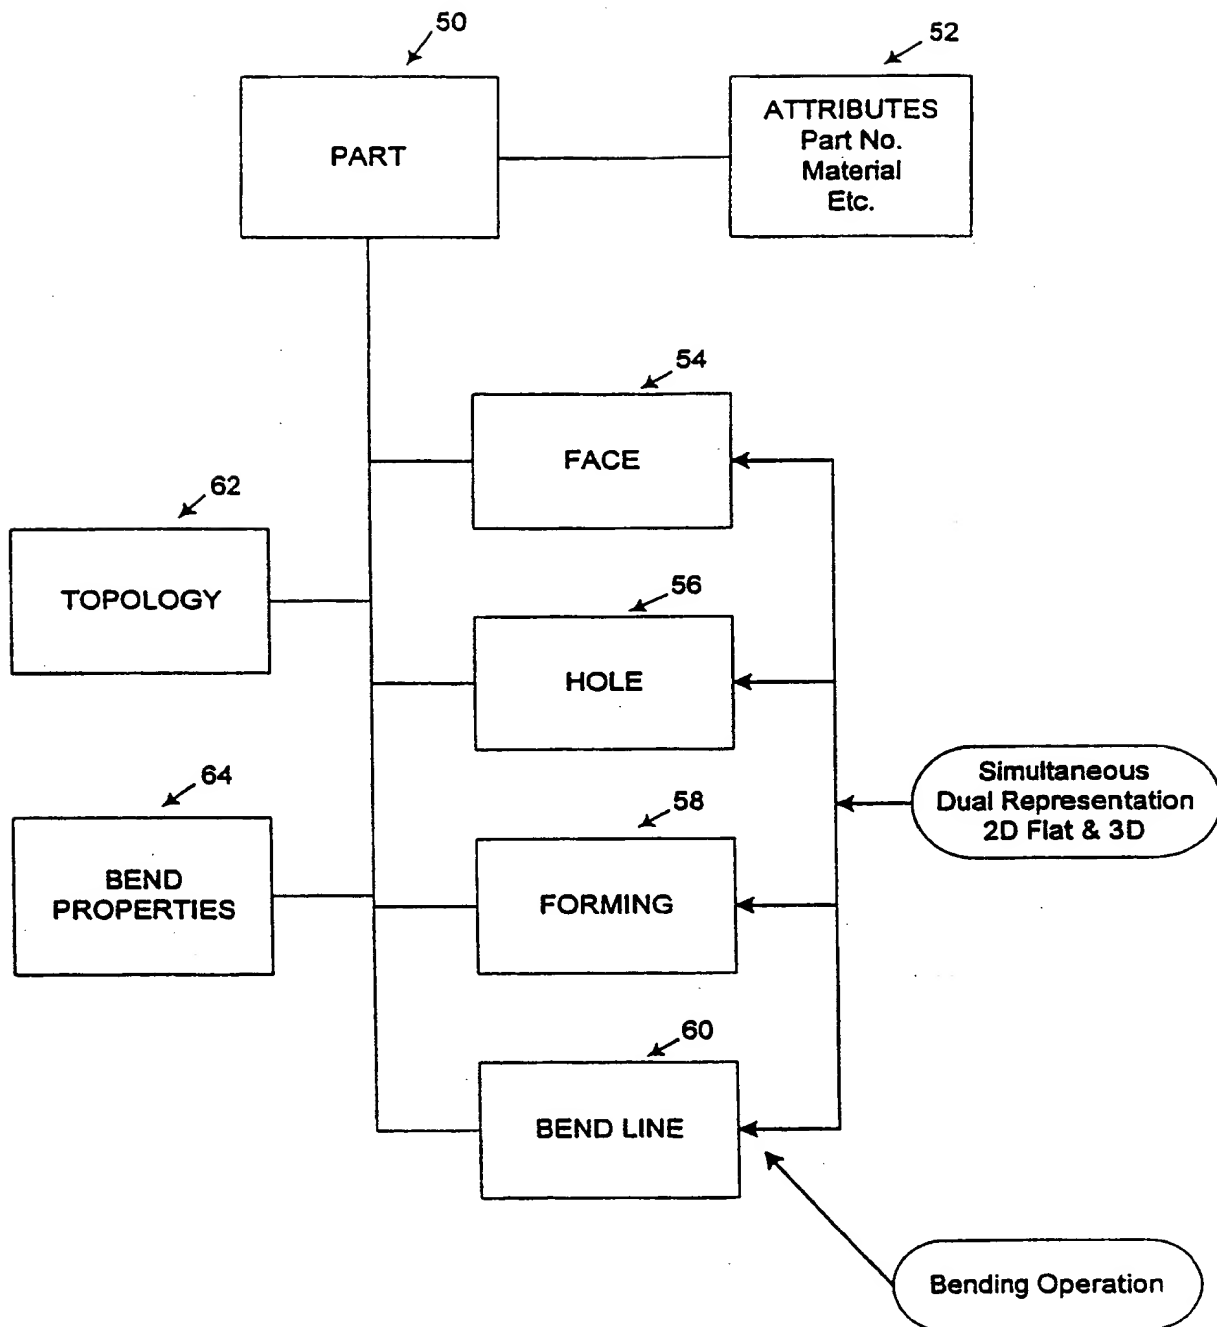 50
52
PART
ATTRIBUTES
Part No.
Material
Etc.
54
FACE
62
TOPOLOGY
56
HOLE
64
BEND
PROPERTIES
58
FORMING
Simultaneous
Dual Representation
2D Flat & 3D
60
BEND LINE
Bending Operation